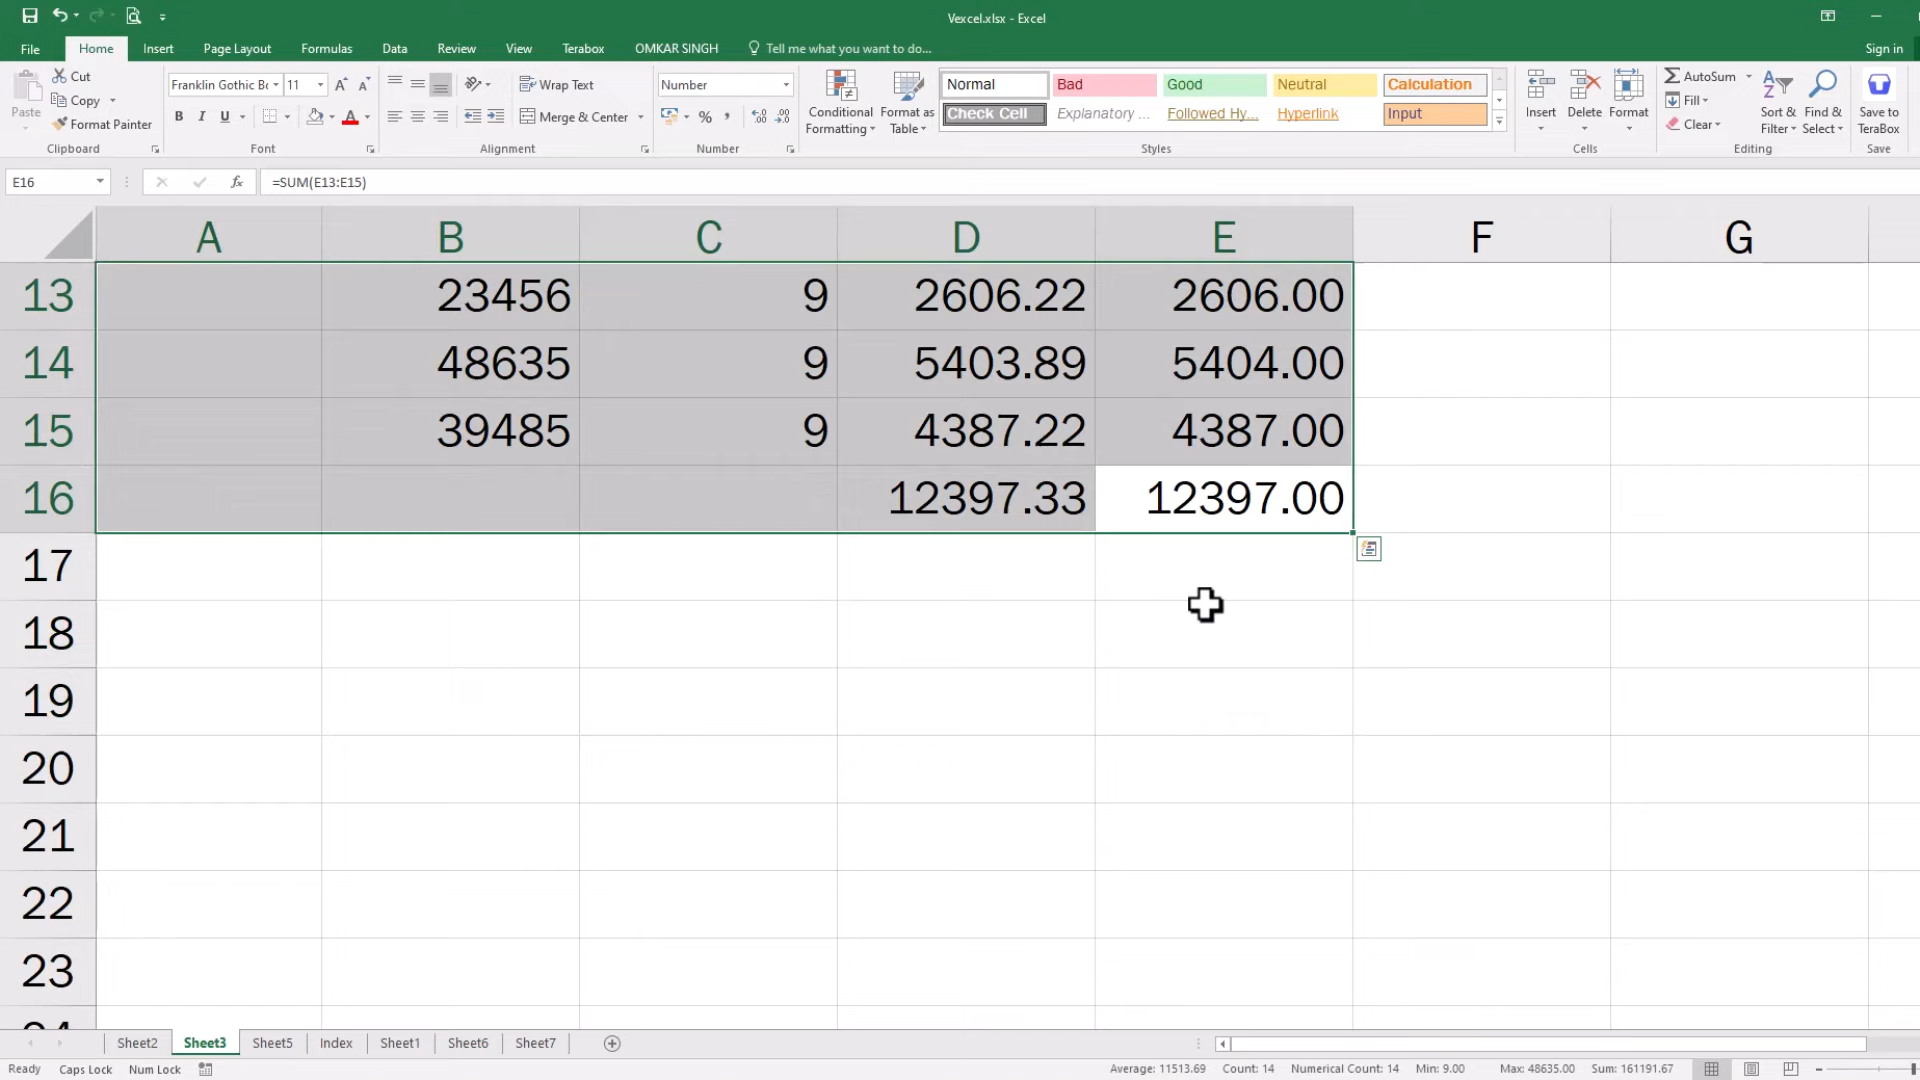 Vexcel.xlsx - Excel
File Home Insert Page Layout Formulas Data Review View Terabox OMKAR SINGH Tell me what you want to do... Sign in
Paste Cut Copy Format Painter Clipboard
Franklin Gothic Bc 11 A A B I U A Font
Wrap Text Merge & Center Alignment
Number % , Number
Conditional Formatting Format as Table
Normal Bad Good Neutral Calculation
Check Cell Explanatory ... Followed Hy... Hyperlink Input
Styles
Insert Delete Format Cells
AutoSum Fill Clear Sort & Filter Find & Select Editing
Save to TeraBox Save
E16 fx =SUM(E13:E15)
A B C D E F G
13 23456 9 2606.22 2606.00
14 48635 9 5403.89 5404.00
15 39485 9 4387.22 4387.00
16 12397.33 12397.00
17
18
19
20
21
22
23
24
Sheet2 Sheet3 Sheet5 Index Sheet1 Sheet6 Sheet7
Ready Caps Lock Num Lock Average: 11513.69 Count: 14 Numerical Count: 14 Min: 9.00 Max: 48635.00 Sum: 161191.67